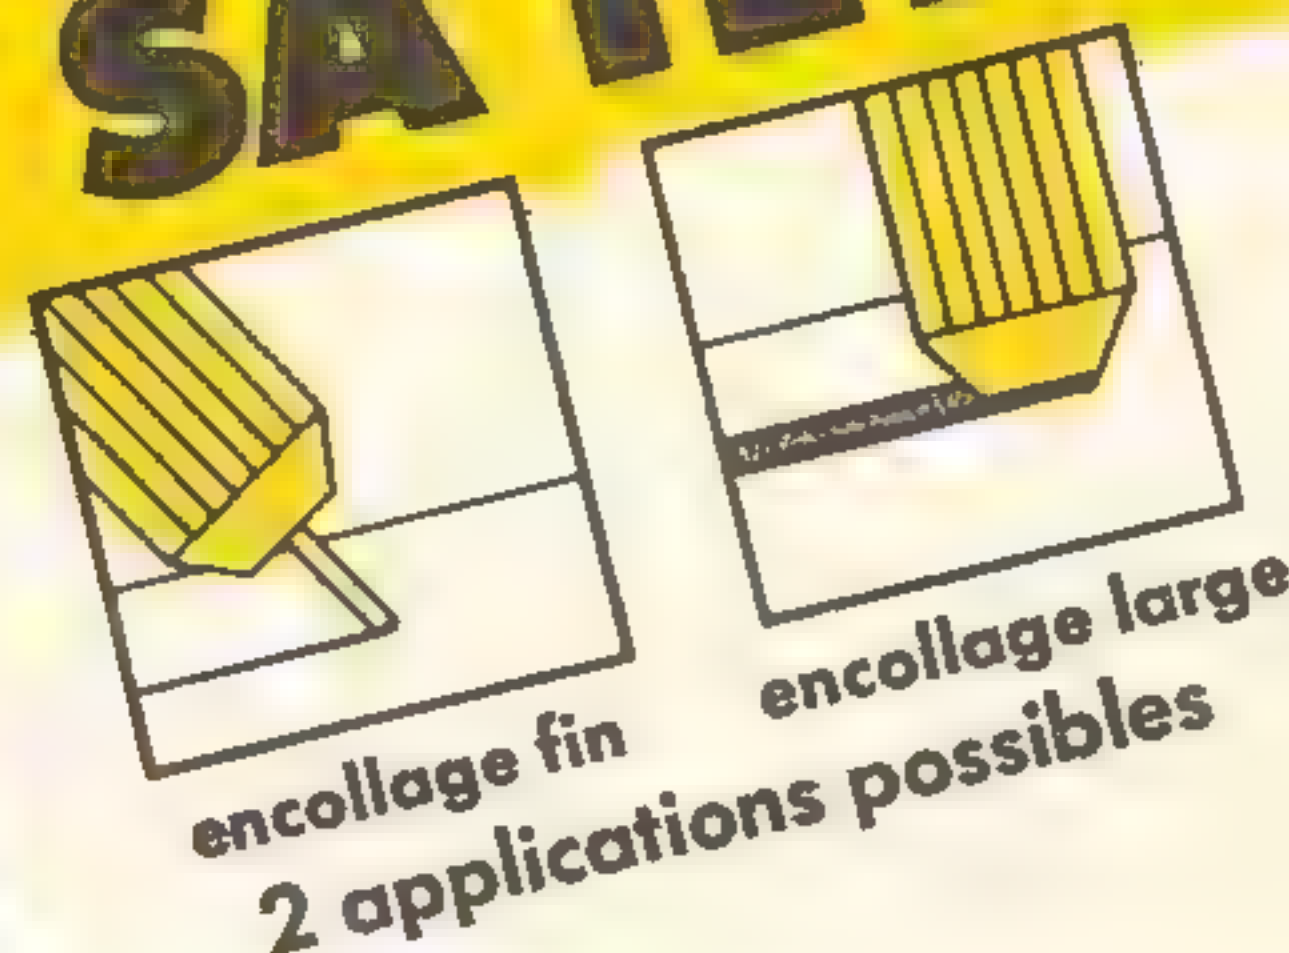 encollage fin
encollage large
2 applications possibles